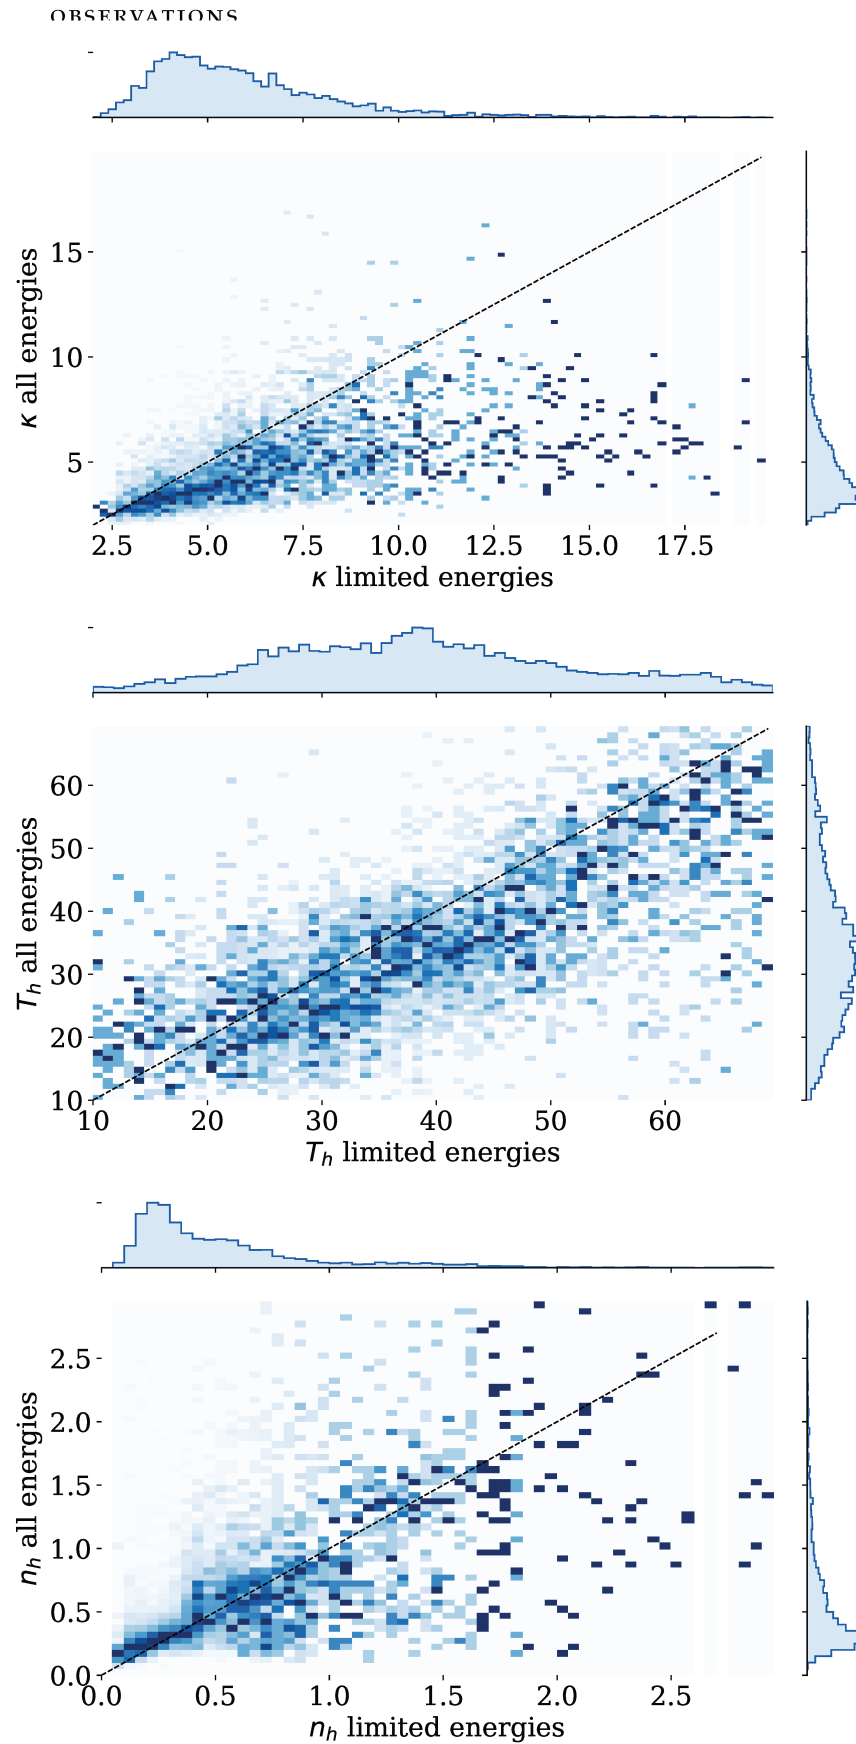 OBSERVATIONS
15
10
5
κ all energies
2.5 5.0 7.5 10.0 12.5 15.0 17.5
κ limited energies
60
50
40
30
20
10
T_h all energies
10 20 30 40 50 60
T_h limited energies
2.5
2.0
1.5
1.0
0.5
0.0
n_h all energies
0.0 0.5 1.0 1.5 2.0 2.5
n_h limited energies